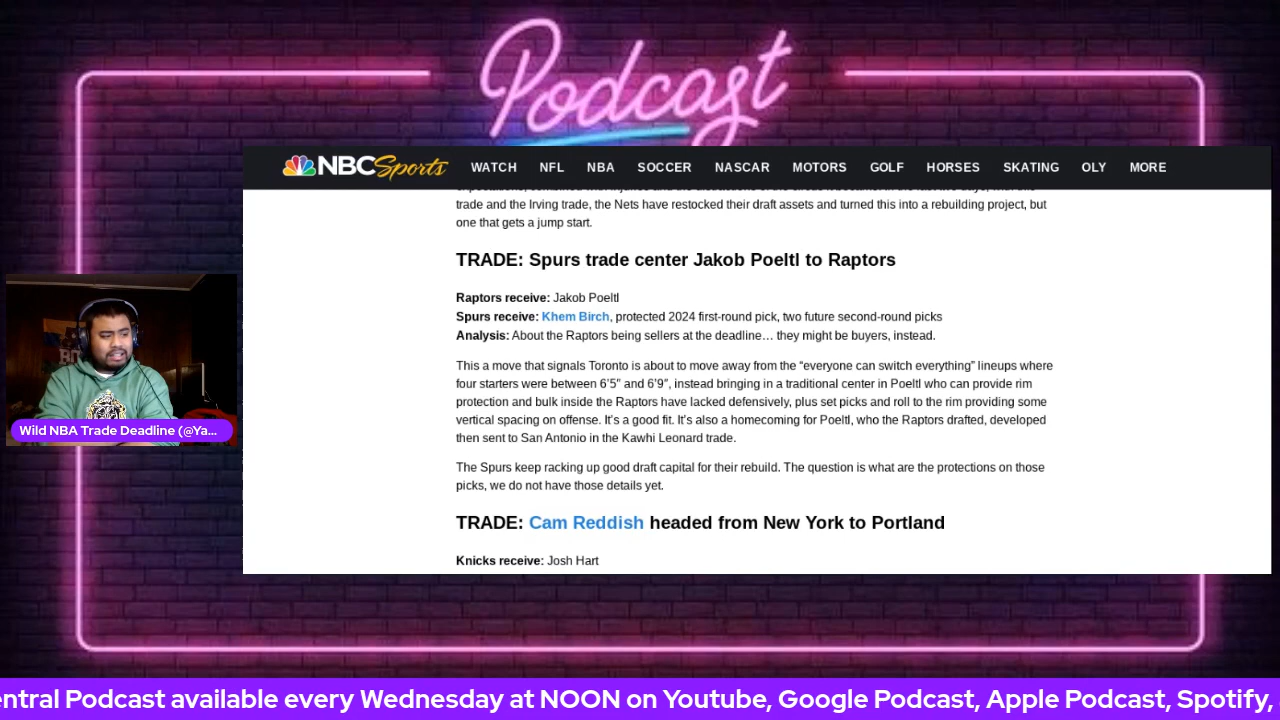 Podcast
NBC Sports WATCH NFL NBA SOCCER NASCAR MOTORS GOLF HORSES SKATING OLY MORE
trade and the Irving trade, the Nets have restocked their draft assets and turned this into a rebuilding project, but
one that gets a jump start.
TRADE: Spurs trade center Jakob Poeltl to Raptors
Raptors receive: Jakob Poeltl
Spurs receive: Khem Birch, protected 2024 first-round pick, two future second-round picks
Analysis: About the Raptors being sellers at the deadline… they might be buyers, instead.
This a move that signals Toronto is about to move away from the “everyone can switch everything” lineups where
four starters were between 6’5″ and 6’9″, instead bringing in a traditional center in Poeltl who can provide rim
protection and bulk inside the Raptors have lacked defensively, plus set picks and roll to the rim providing some
vertical spacing on offense. It’s a good fit. It’s also a homecoming for Poeltl, who the Raptors drafted, developed
then sent to San Antonio in the Kawhi Leonard trade.
The Spurs keep racking up good draft capital for their rebuild. The question is what are the protections on those
picks, we do not have those details yet.
TRADE: Cam Reddish headed from New York to Portland
Knicks receive: Josh Hart
Wild NBA Trade Deadline (@Ya...
entral Podcast available every Wednesday at NOON on Youtube, Google Podcast, Apple Podcast, Spotify,